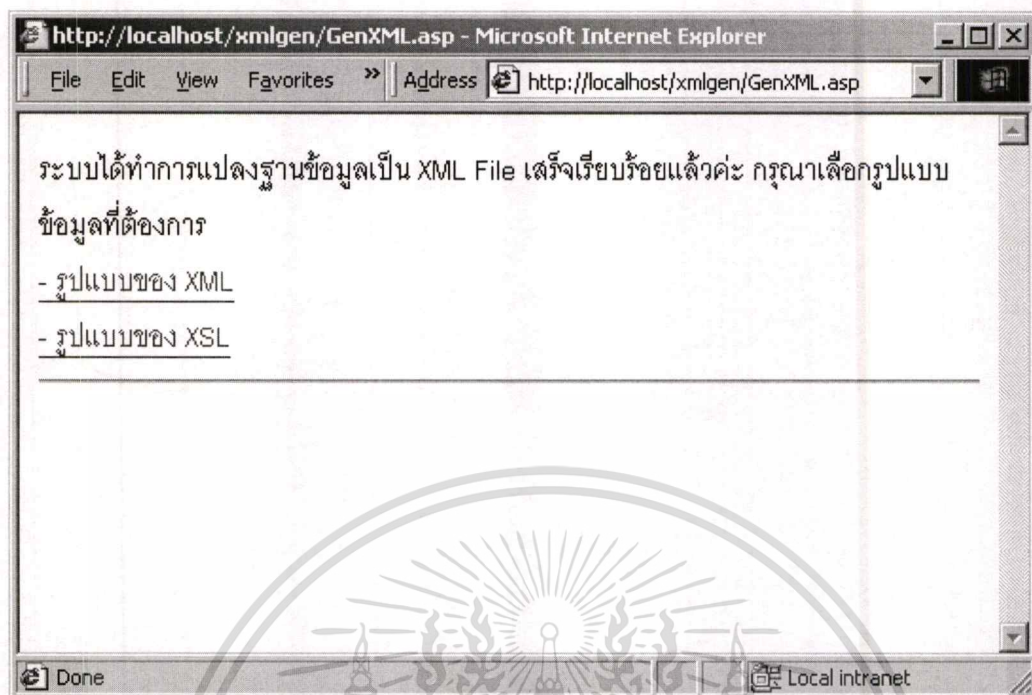 http://localhost/xmlgen/GenXML.asp - Microsoft Internet Explorer
File Edit View Favorites » Address http://localhost/xmlgen/GenXML.asp
ระบบได้ทำการแปลงฐานข้อมูลเป็น XML File เสร็จเรียบร้อยแล้วค่ะ กรุณาเลือกรูปแบบ
ข้อมูลที่ต้องการ
- รูปแบบของ XML
- รูปแบบของ XSL
Done Local intranet